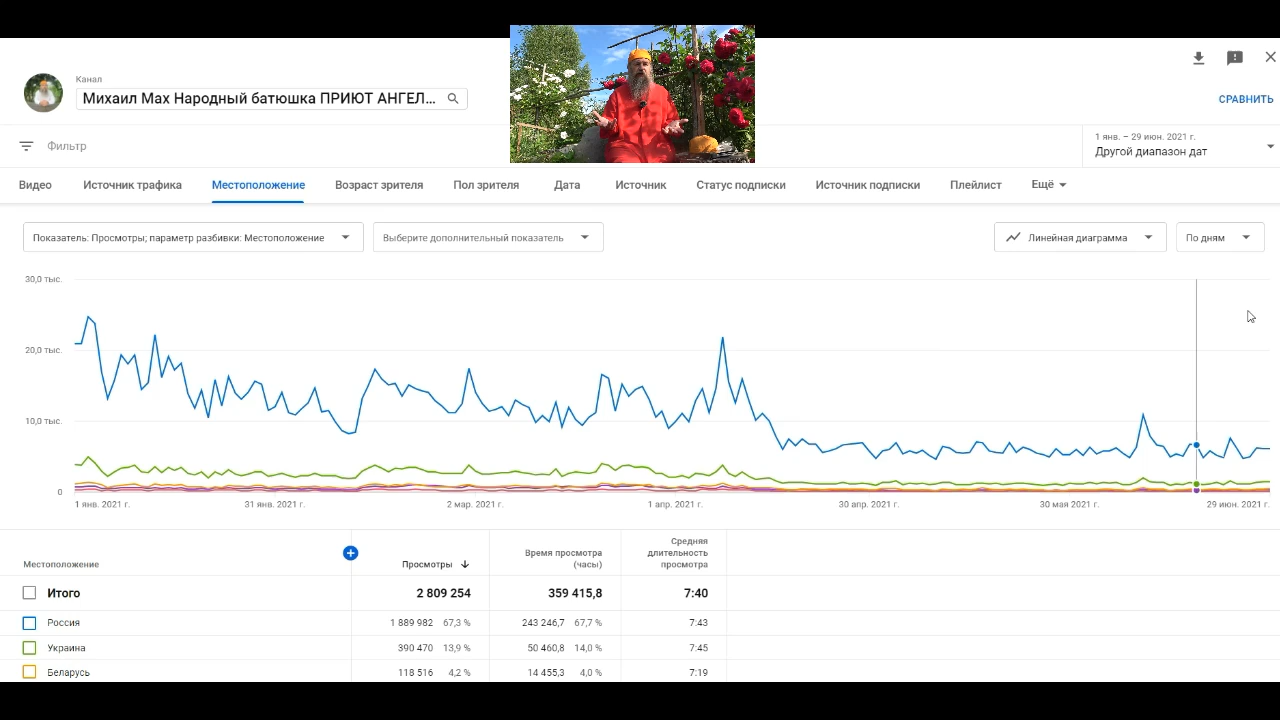 Канал
Михаил Мах Народный батюшка ПРИЮТ АНГЕЛ...
СРАВНИТЬ
Фильтр
1 янв. – 29 июн. 2021 г.
Другой диапазон дат
Видео Источник трафика Местоположение Возраст зрителя Пол зрителя Дата Источник Статус подписки Источник подписки Плейлист Ещё
Показатель: Просмотры; параметр разбивки: Местоположение Выберите дополнительный показатель Линейная диаграмма По дням
30,0 тыс.
20,0 тыс.
10,0 тыс.
0
1 янв. 2021 г. 31 янв. 2021 г. 2 мар. 2021 г. 1 апр. 2021 г. 30 апр. 2021 г. 30 мая 2021 г. 29 июн. 2021 г.
Местоположение
Просмотры
Время просмотра
(часы)
Средняя
длительность
просмотра
Итого 2 809 254 359 415,8 7:40
Россия 1 889 982 67,3 % 243 246,7 67,7 % 7:43
Украина 390 470 13,9 % 50 460,8 14,0 % 7:45
Беларусь 118 516 4,2 % 14 455,3 4,0 % 7:19